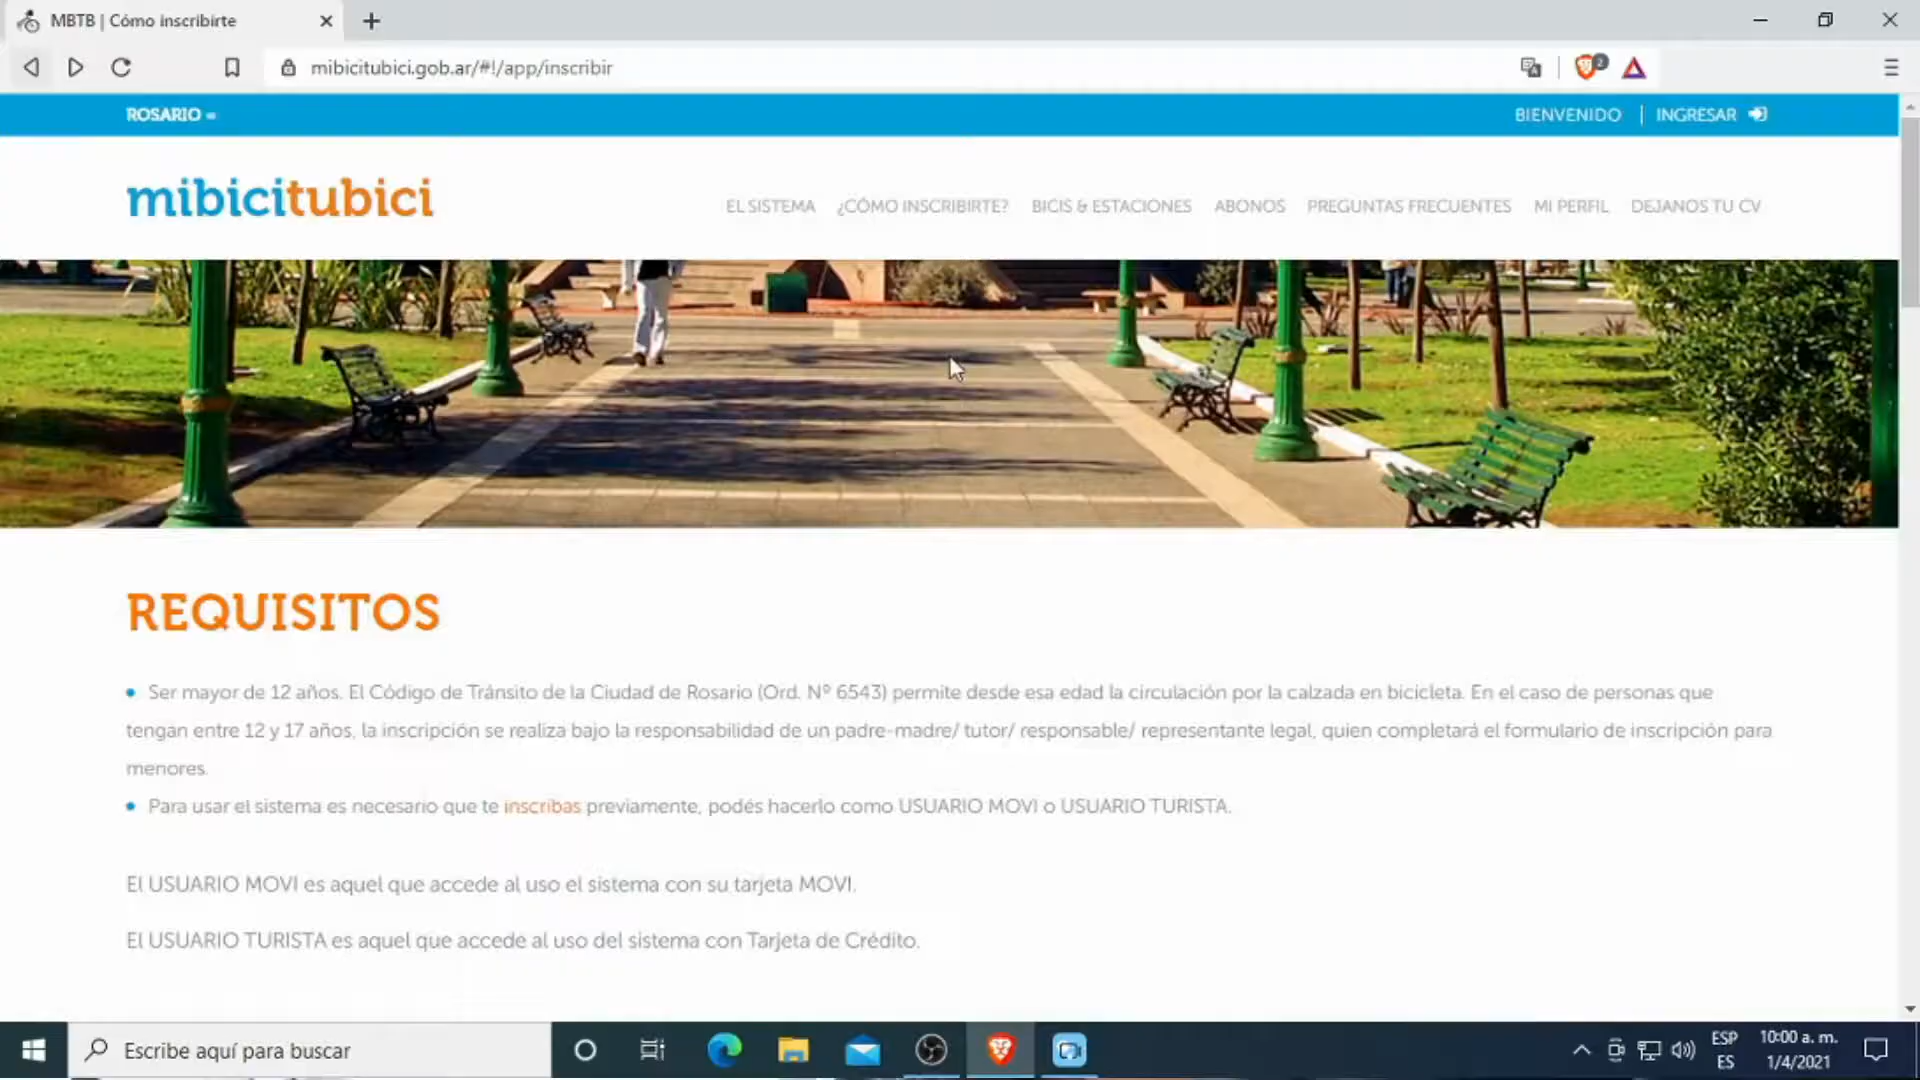 MBTB | Cómo inscribirte
mibicitubici.gob.ar/#!/app/inscribir
2
ROSARIO
BIENVENIDO | INGRESAR
mibicitubici
EL SISTEMA ¿CÓMO INSCRIBIRTE? BICIS & ESTACIONES ABONOS PREGUNTAS FRECUENTES MI PERFIL DEJANOS TU CV
REQUISITOS
Ser mayor de 12 años. El Código de Tránsito de la Ciudad de Rosario (Ord. Nº 6543) permite desde esa edad la circulación por la calzada en bicicleta. En el caso de personas que
tengan entre 12 y 17 años, la inscripción se realiza bajo la responsabilidad de un padre-madre/ tutor/ responsable/ representante legal, quien completará el formulario de inscripción para
menores.
Para usar el sistema es necesario que te inscribas previamente, podés hacerlo como USUARIO MOVI o USUARIO TURISTA.
El USUARIO MOVI es aquel que accede al uso el sistema con su tarjeta MOVI.
El USUARIO TURISTA es aquel que accede al uso del sistema con Tarjeta de Crédito.
Escribe aquí para buscar
ESP
ES
10:00 a. m.
1/4/2021